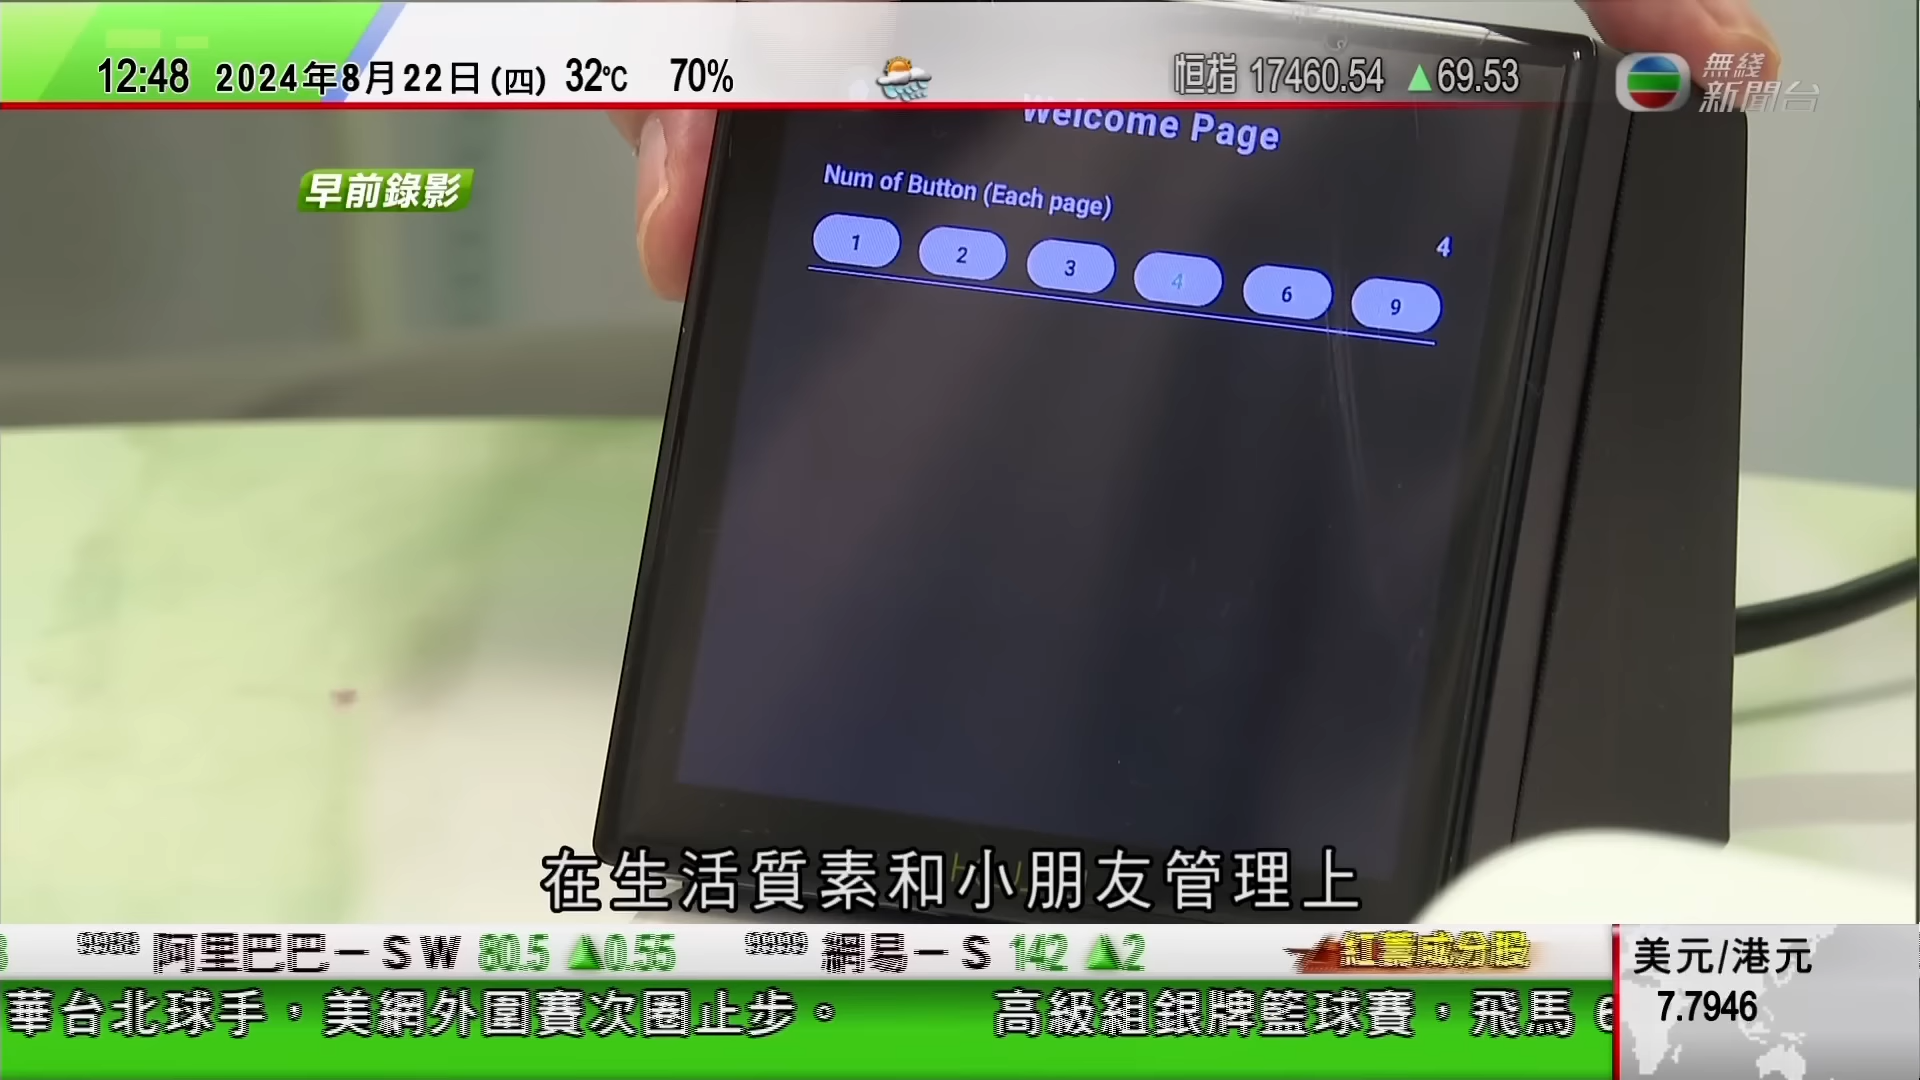 12:48 2024年8月22日(四) 32℃ 70% 恒指 17460.54 ▲69.53
無綫
新聞台
Welcome Page
早前錄影
Num of Button (Each page)
4
1 2 3 4 6 9
在生活質素和小朋友管理上
9988 阿里巴巴－ＳＷ 80.5 ▲0.55 9999 網易－Ｓ 142 ▲2 紅籌成分股
美元/港元
7.7946
華台北球手，美網外圍賽次圈止步。 高級組銀牌籃球賽，飛馬 6